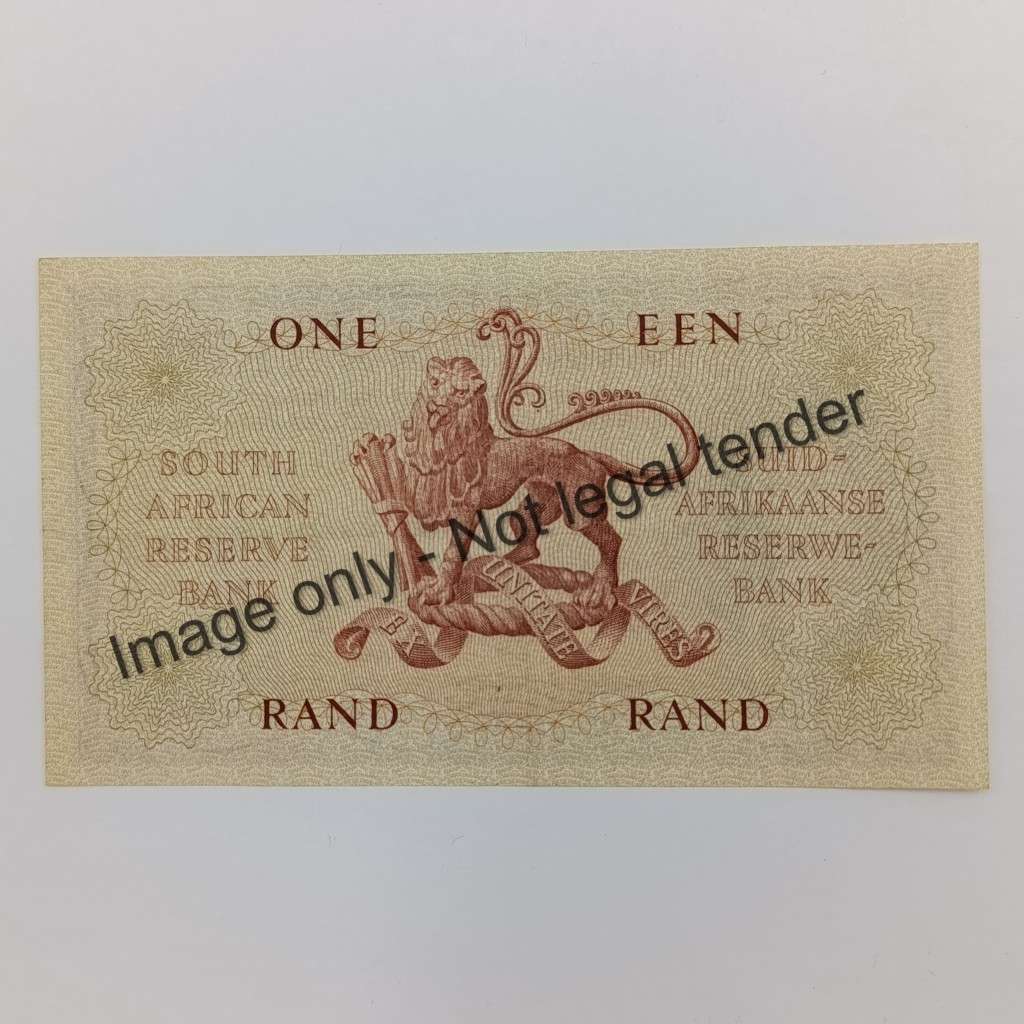 ONE EEN
SOUTH
AFRICAN
RESERVE
BANK
SUID-
AFRIKAANSE
RESERWE-
BANK
EX UNITATE VIRES
RAND RAND
Image only - Not legal tender